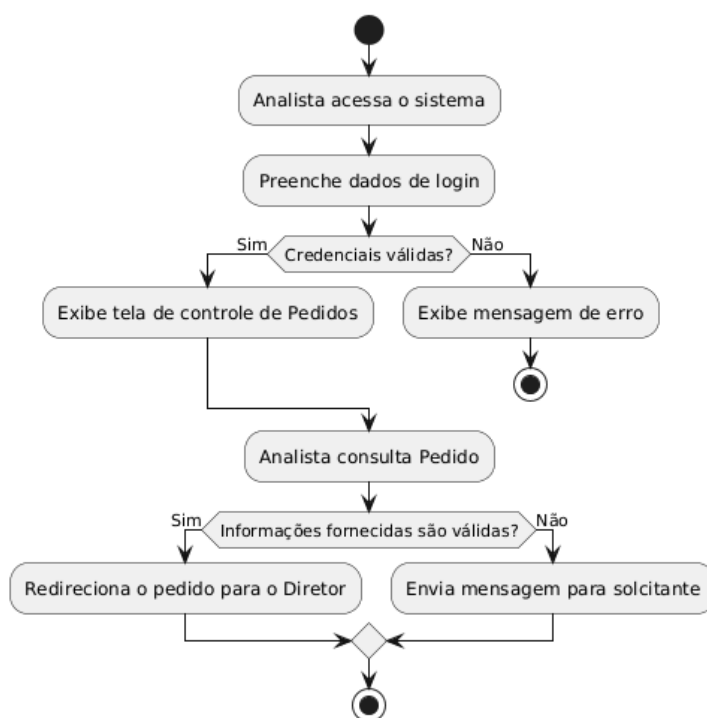 Analista acessa o sistema
Preenche dados de login
Sim
Credenciais válidas?
Não
Exibe tela de controle de Pedidos
Exibe mensagem de erro
Analista consulta Pedido
Sim
Informações fornecidas são válidas?
Não
Redireciona o pedido para o Diretor
Envia mensagem para solcitante